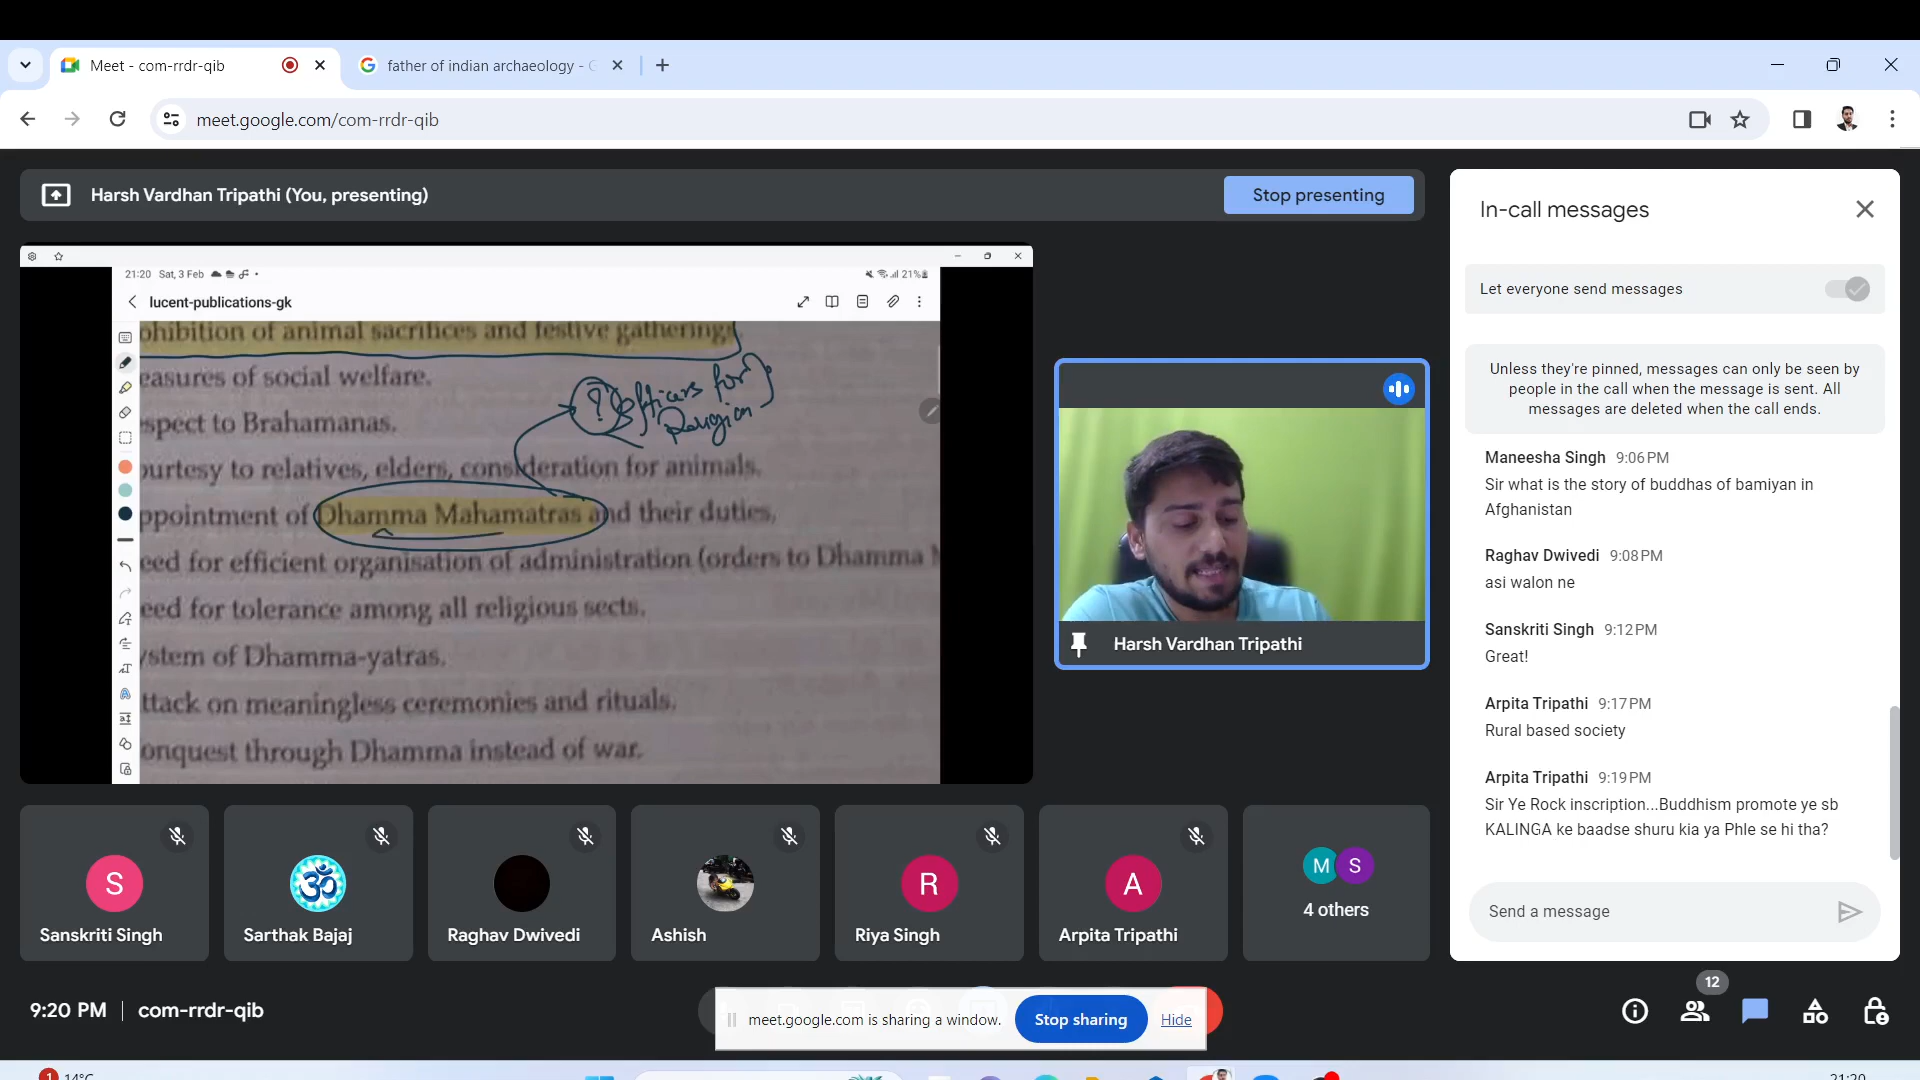 Meet - com-rrdr-qib
father of indian archaeology -
meet.google.com/com-rrdr-qib
Harsh Vardhan Tripathi (You, presenting)
Stop presenting
21:20 Sat, 3 Feb
21%
lucent-publications-gk
ohibition of animal sacrifices and festive gatherings.
easures of social welfare.
espect to Brahamanas.
ourtesy to relatives, elders, consideration for animals.
ppointment of Dhamma Mahamatras and their duties,
eed for efficient organisation of administration (orders to Dhamma
eed for tolerance among all religious sects.
ystem of Dhamma-yatras.
ttack on meaningless ceremonies and rituals.
onquest through Dhamma instead of war.
? Officers for
Religion
Harsh Vardhan Tripathi
In-call messages
Let everyone send messages
Unless they're pinned, messages can only be seen by
people in the call when the message is sent. All
messages are deleted when the call ends.
Maneesha Singh 9:06 PM
Sir what is the story of buddhas of bamiyan in
Afghanistan
Raghav Dwivedi 9:08 PM
asi walon ne
Sanskriti Singh 9:12 PM
Great!
Arpita Tripathi 9:17 PM
Rural based society
Arpita Tripathi 9:19 PM
Sir Ye Rock inscription...Buddhism promote ye sb
KALINGA ke baadse shuru kia ya Phle se hi tha?
Send a message
S
Sanskriti Singh
ॐ
Sarthak Bajaj
Raghav Dwivedi
Ashish
R
Riya Singh
A
Arpita Tripathi
M S
4 others
9:20 PM | com-rrdr-qib
meet.google.com is sharing a window.
Stop sharing
Hide
12
1
14°C
21:20